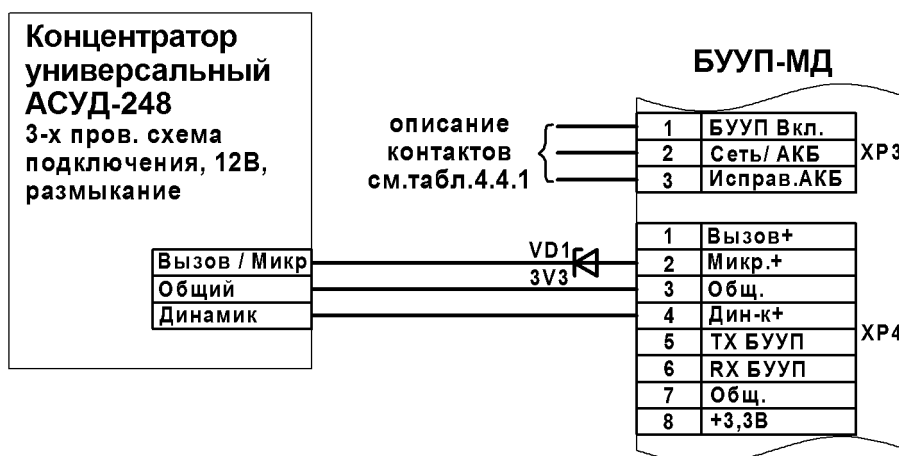 Концентратор
универсальный
АСУД-248
3-х пров. схема
подключения, 12В,
размыкание
Вызов / Микр
Общий
Динамик
описание
контактов
см.табл.4.4.1
VD1
3V3
БУУП-МД
1 БУУП Вкл.
2 Сеть/ АКБ
3 Исправ.АКБ
XP3
1 Вызов+
2 Микр.+
3 Общ.
4 Дин-к+
5 TX БУУП
6 RX БУУП
7 Общ.
8 +3,3В
XP4